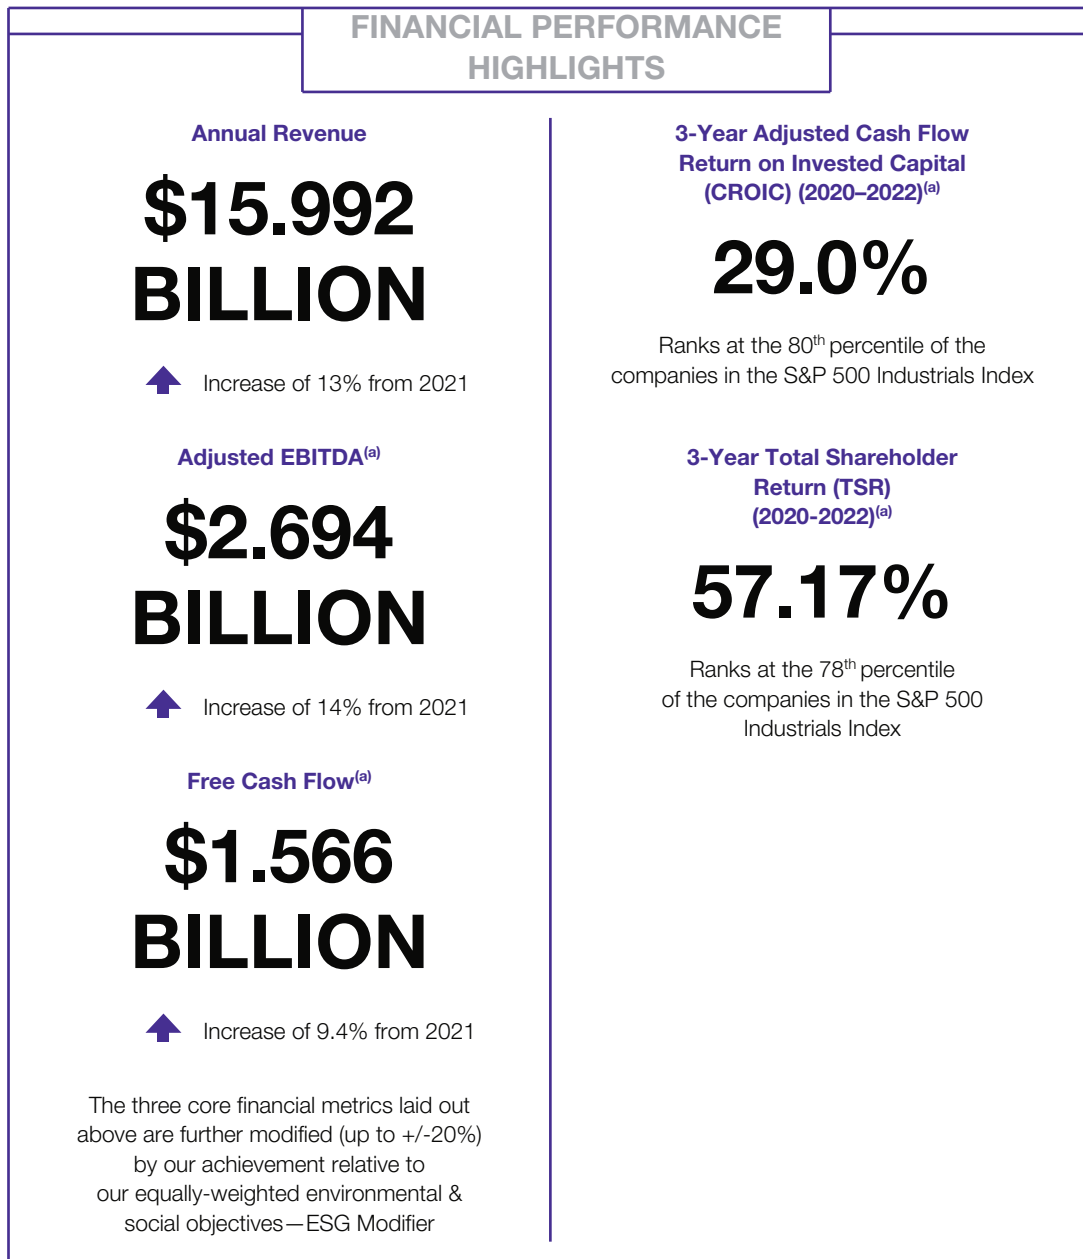 FINANCIAL PERFORMANCE
HIGHLIGHTS
Annual Revenue
$15.992
BILLION
Increase of 13% from 2021
Adjusted EBITDA(a)
$2.694
BILLION
Increase of 14% from 2021
Free Cash Flow(a)
$1.566
BILLION
Increase of 9.4% from 2021
The three core financial metrics laid out
above are further modified (up to +/-20%)
by our achievement relative to
our equally-weighted environmental &
social objectives—ESG Modifier
3-Year Adjusted Cash Flow
Return on Invested Capital
(CROIC) (2020–2022)(a)
29.0%
Ranks at the 80th percentile of the
companies in the S&P 500 Industrials Index
3-Year Total Shareholder
Return (TSR)
(2020-2022)(a)
57.17%
Ranks at the 78th percentile
of the companies in the S&P 500
Industrials Index